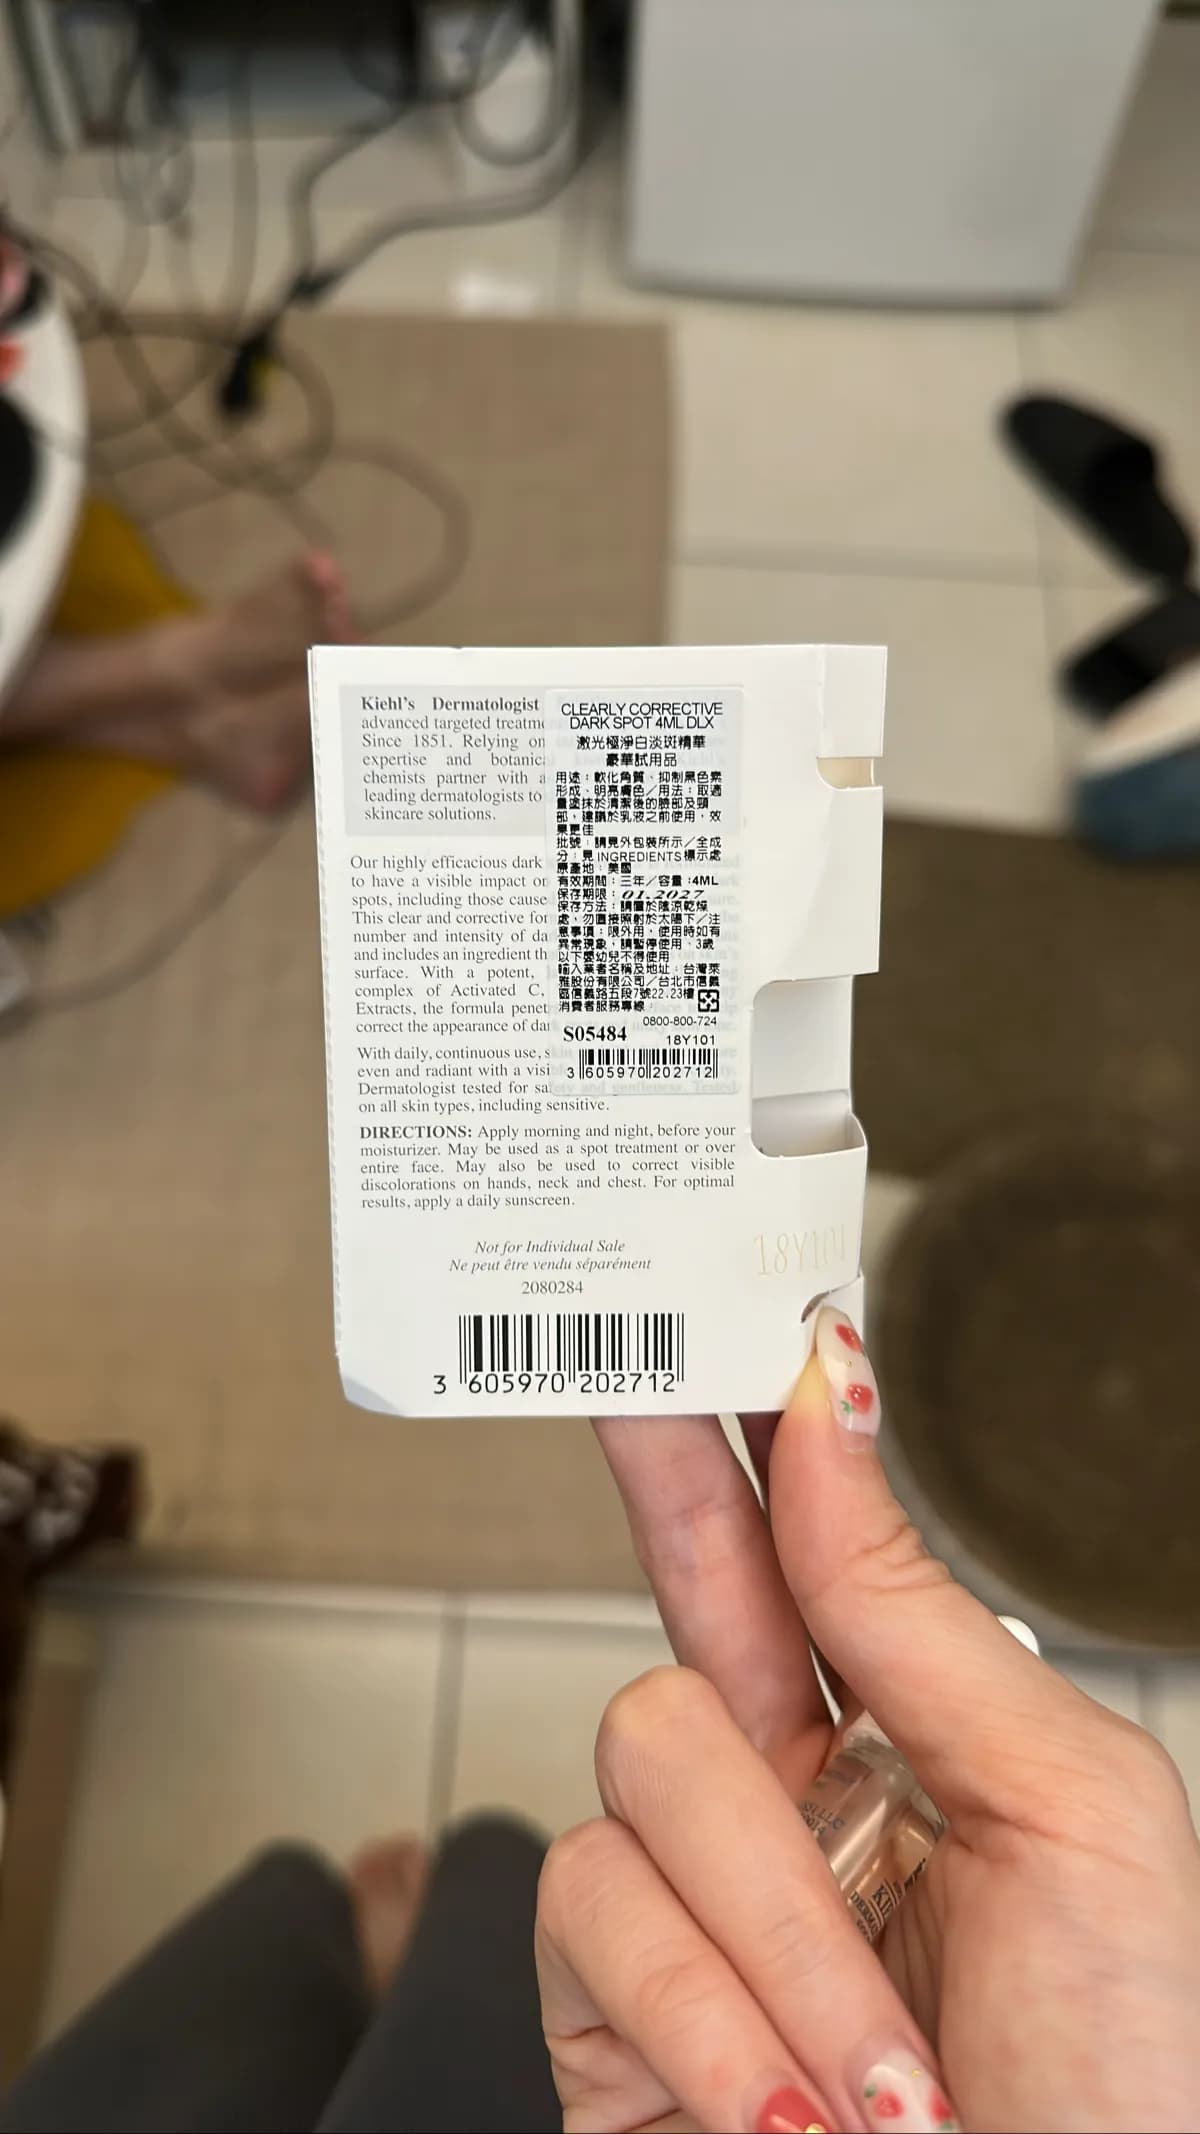 Kiehl's Dermatologist
advanced targeted
Since 1851. Relying on
expertise and
chemists partner with
leading dermatologists to
skincare solutions.
Our highly efficacious dark
to have a visible impact
spots, including those
This clear and corrective
number and intensity of
and includes an ingredient
surface. With a potent,
complex of Activated C,
Extracts, the formula
correct the appearance of
With daily, continuous use,
even and radiant with a
Dermatologist tested for safety and gentleness. Tested
on all skin types, including sensitive.
DIRECTIONS: Apply morning and night, before your
moisturizer. May be used as a spot treatment or over
entire face. May also be used to correct visible
discolorations on hands, neck and chest. For optimal
results, apply a daily sunscreen.
Not for Individual Sale
Ne peut être vendu séparément
2080284
3 605970 202712
CLEARLY CORRECTIVE
DARK SPOT 4ML DLX
激光極淨白淡斑精華
豪華試用品
用途：軟化角質、抑制黑色素
形成、明亮膚色／用法：取適
量塗抹於清潔後的臉部及頸
部，建議於乳液之前使用，效
果更佳
批號：請見外包裝所示／全成
分：見INGREDIENTS標示處
原產地：美國
有效期間：三年／容量：4ML
保存期限：01.2027
保存方法：請置於陰涼乾燥
處，勿直接照射於太陽下／注
意事項：限外用，使用時如有
異常現象，請暫停使用、3歲
以下嬰幼兒不得使用
輸入業者名稱及地址：台灣萊
雅股份有限公司／台北市信義
區信義路五段7號22.23樓
消費者服務專線：
0800-800-724
S05484
18Y101
3 605970 202712
18Y101